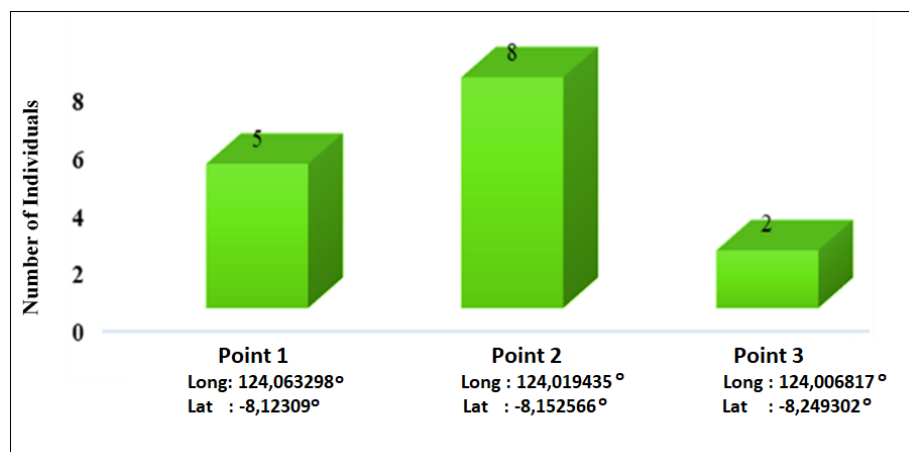 Number of Individuals
8
6
4
2
0
5
8
2
Point 1
Long: 124,063298°
Lat : -8,12309°
Point 2
Long : 124,019435°
Lat : -8,152566°
Point 3
Long : 124,006817°
Lat : -8,249302°